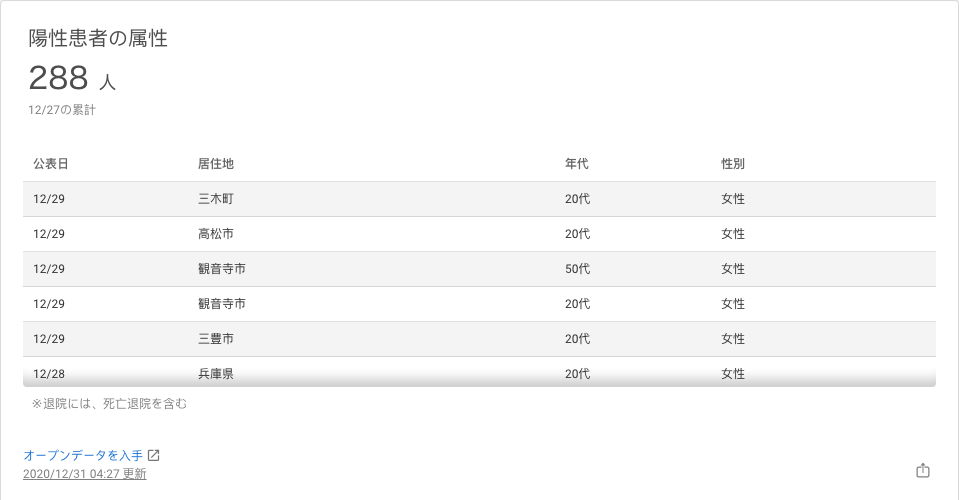 陽性患者の属性
288 人
12/27の累計
公表日 居住地 年代 性別
12/29 三木町 20代 女性
12/29 高松市 20代 女性
12/29 観音寺市 50代 女性
12/29 観音寺市 20代 女性
12/29 三豊市 20代 女性
12/28 兵庫県 20代 女性
※退院には、死亡退院を含む
オープンデータを入手
2020/12/31 04:27 更新